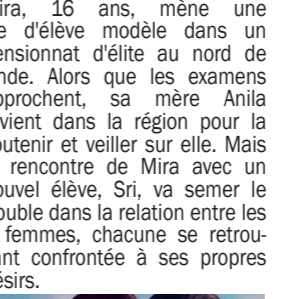 ira, 16 ans, mène une
e d'élève modèle dans un
ensionnat d'élite au nord de
nde. Alors que les examens
pprochent, sa mère Anila
vient dans la région pour la
outenir et veiller sur elle. Mais
rencontre de Mira avec un
ouvel élève, Sri, va semer le
ouble dans la relation entre les
femmes, chacune se retrou-
ant confrontée à ses propres
ésirs.